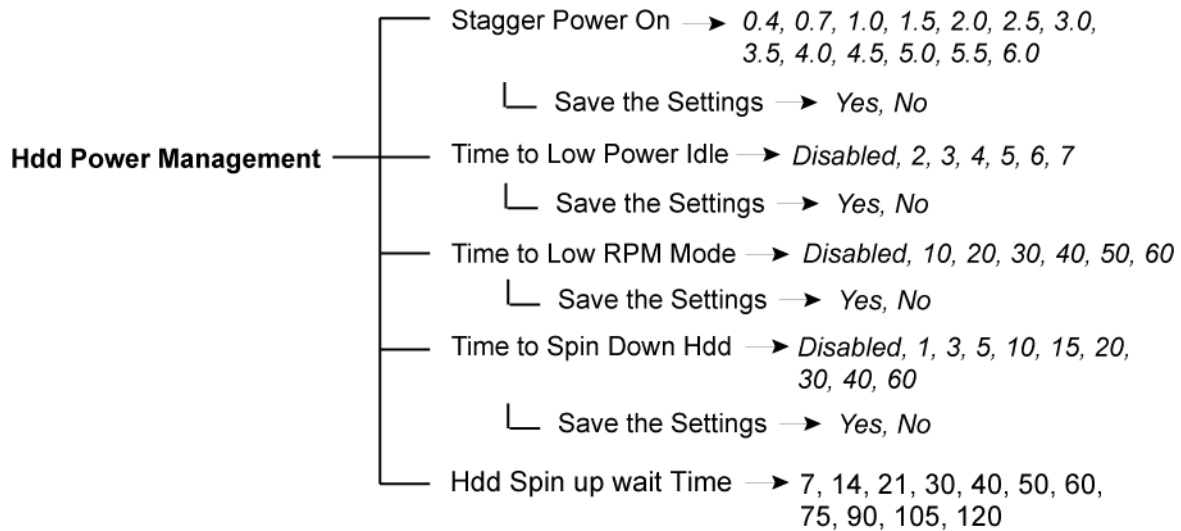 Stagger Power On 0.4, 0.7, 1.0, 1.5, 2.0, 2.5, 3.0,
3.5, 4.0, 4.5, 5.0, 5.5, 6.0
Save the Settings Yes, No
Hdd Power Management
Time to Low Power Idle Disabled, 2, 3, 4, 5, 6, 7
Save the Settings Yes, No
Time to Low RPM Mode Disabled, 10, 20, 30, 40, 50, 60
Save the Settings Yes, No
Time to Spin Down Hdd Disabled, 1, 3, 5, 10, 15, 20,
30, 40, 60
Save the Settings Yes, No
Hdd Spin up wait Time 7, 14, 21, 30, 40, 50, 60,
75, 90, 105, 120